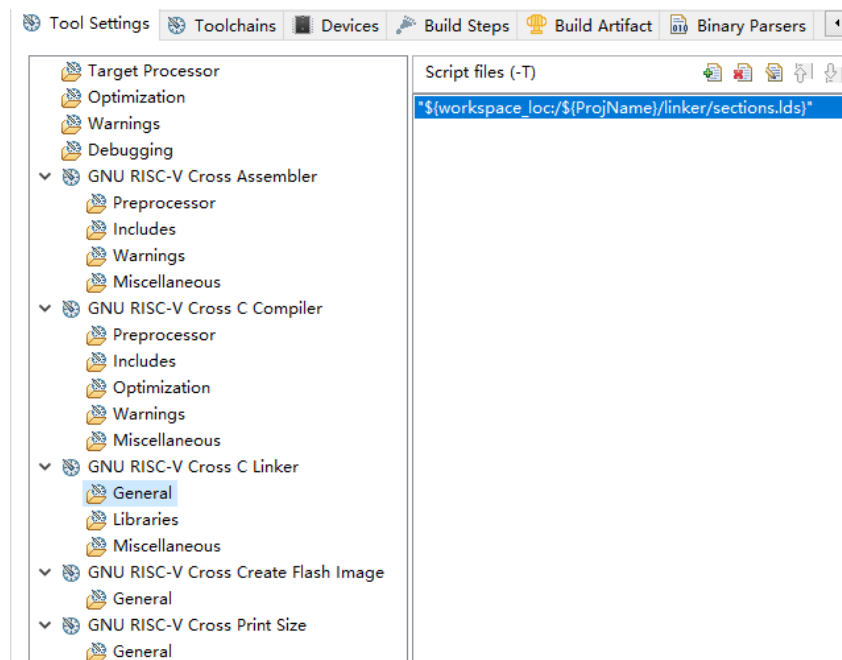 Tool Settings Toolchains Devices Build Steps Build Artifact Binary Parsers
Target Processor
Optimization
Warnings
Debugging
GNU RISC-V Cross Assembler
Preprocessor
Includes
Warnings
Miscellaneous
GNU RISC-V Cross C Compiler
Preprocessor
Includes
Optimization
Warnings
Miscellaneous
GNU RISC-V Cross C Linker
General
Libraries
Miscellaneous
GNU RISC-V Cross Create Flash Image
General
GNU RISC-V Cross Print Size
General
Script files (-T)
"${workspace_loc:/${ProjName}/linker/sections.lds}"